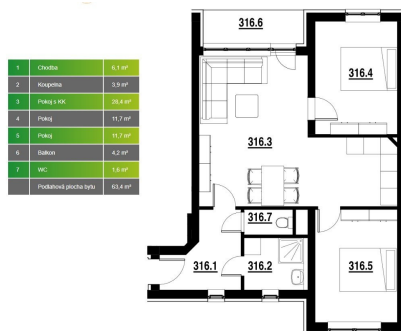 1 Chodba 6,1 m²
2 Koupelna 3,9 m²
3 Pokoj s KK 28,4 m²
4 Pokoj 11,7 m²
5 Pokoj 11,7 m²
6 Balkon 4,2 m²
7 WC 1,6 m²
Podlahová plocha bytu 63,4 m²
316.6
316.4
316.3
316.7
316.1
316.2
316.5